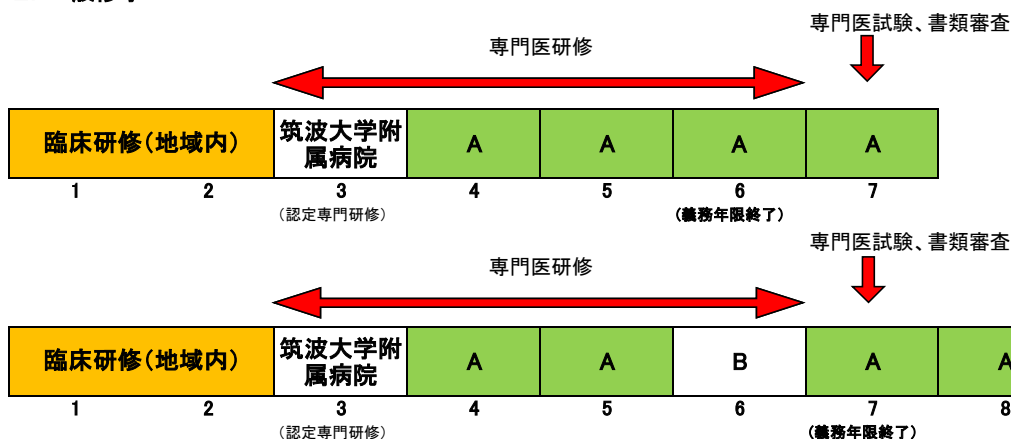 専門医試験、書類審査
専門医研修
臨床研修(地域内)
筑波大学附
属病院
A
A
A
A
1
2
3
4
5
6
7
(認定専門研修)
(義務年限終了)
専門医試験、書類審査
専門医研修
臨床研修(地域内)
筑波大学附
属病院
A
A
B
A
A
1
2
3
4
5
6
7
8
(認定専門研修)
(義務年限終了)